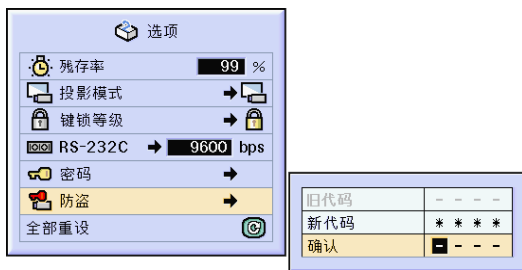 选项
残存率 99 %
投影模式
键锁等级
RS-232C 9600 bps
密码
防盗
全部重设
旧代码 - - - -
新代码 * * * *
确认 - - - -